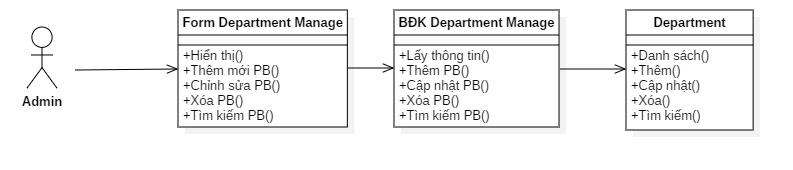 Form Department Manage
+Hiển thị()
+Thêm mới PB()
+Chỉnh sửa PB()
+Xóa PB()
+Tìm kiếm PB()
BĐK Department Manage
+Lấy thông tin()
+Thêm PB()
+Cập nhật PB()
+Xóa PB()
+Tìm kiếm PB()
Department
+Danh sách()
+Thêm()
+Cập nhật()
+Xóa()
+Tìm kiếm()
Admin